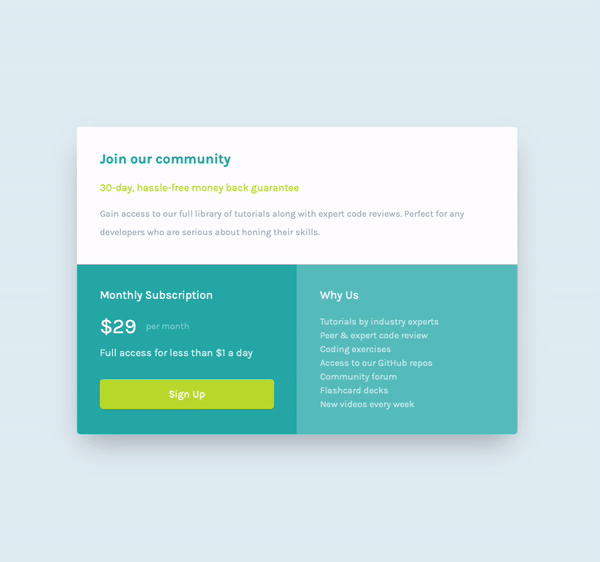 Join our community
30-day, hassle-free money back guarantee
Gain access to our full library of tutorials along with expert code reviews. Perfect for any
developers who are serious about honing their skills.
Monthly Subscription
$29 per month
Full access for less than $1 a day
Sign Up
Why Us
Tutorials by industry experts
Peer & expert code review
Coding exercises
Access to our GitHub repos
Community forum
Flashcard decks
New videos every week